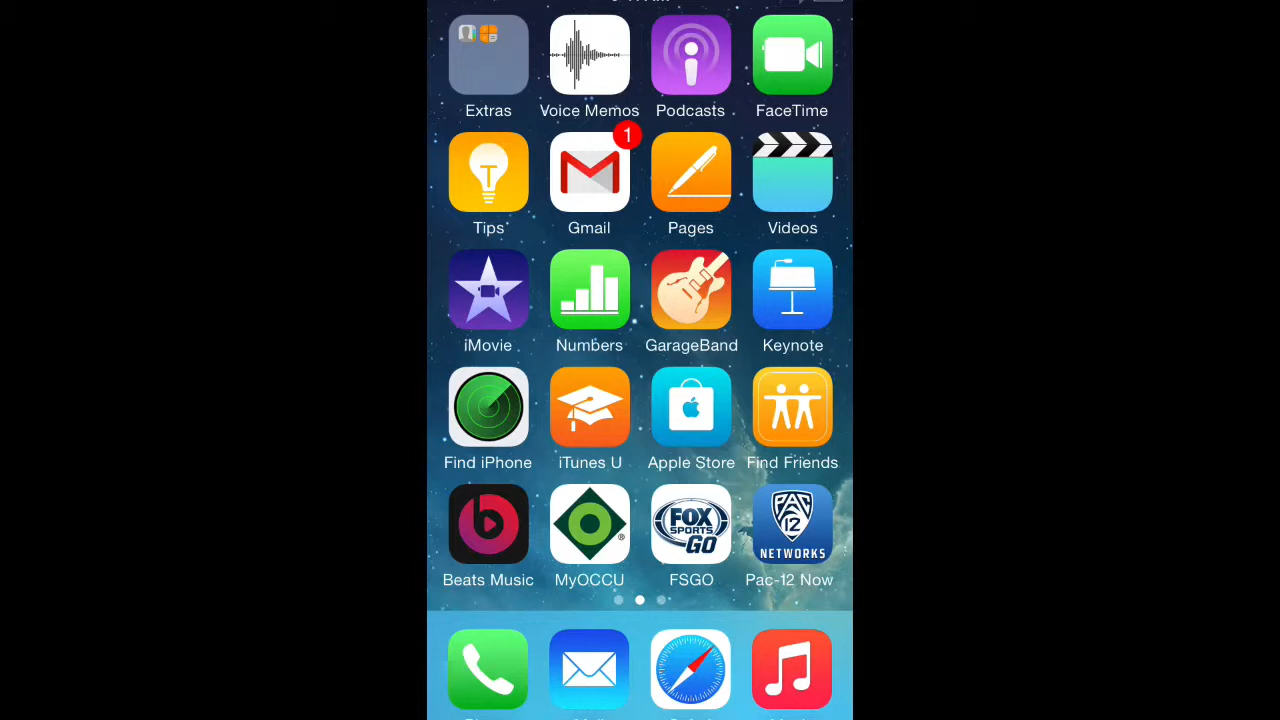 Extras Voice Memos Podcasts FaceTime
1
T
Tips Gmail Pages Videos
iMovie Numbers GarageBand Keynote
Find iPhone iTunes U Apple Store Find Friends
FOX
SPORTS
GO
PAC
12
NETWORKS
Beats Music MyOCCU FSGO Pac-12 Now